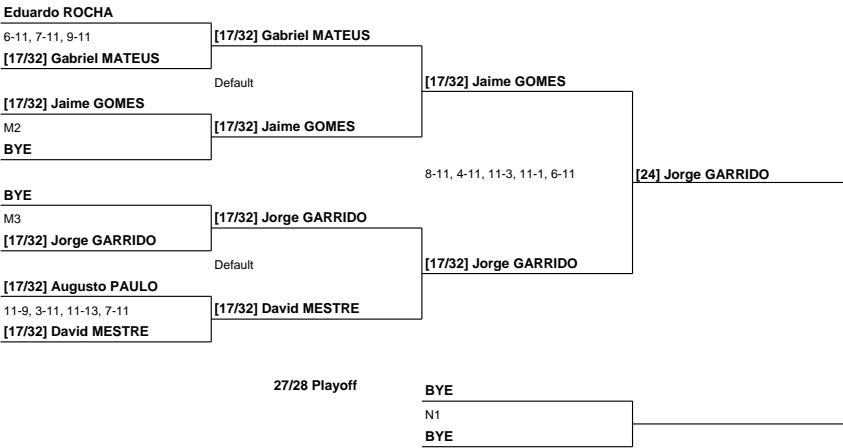 Eduardo ROCHA
6-11, 7-11, 9-11
[17/32] Gabriel MATEUS
[17/32] Gabriel MATEUS
Default
[17/32] Jaime GOMES
[17/32] Jaime GOMES
M2
[17/32] Jaime GOMES
BYE
8-11, 4-11, 11-3, 11-1, 6-11
[24] Jorge GARRIDO
BYE
M3
[17/32] Jorge GARRIDO
[17/32] Jorge GARRIDO
Default
[17/32] Jorge GARRIDO
[17/32] Augusto PAULO
11-9, 3-11, 11-13, 7-11
[17/32] David MESTRE
[17/32] David MESTRE
27/28 Playoff
BYE
N1
BYE